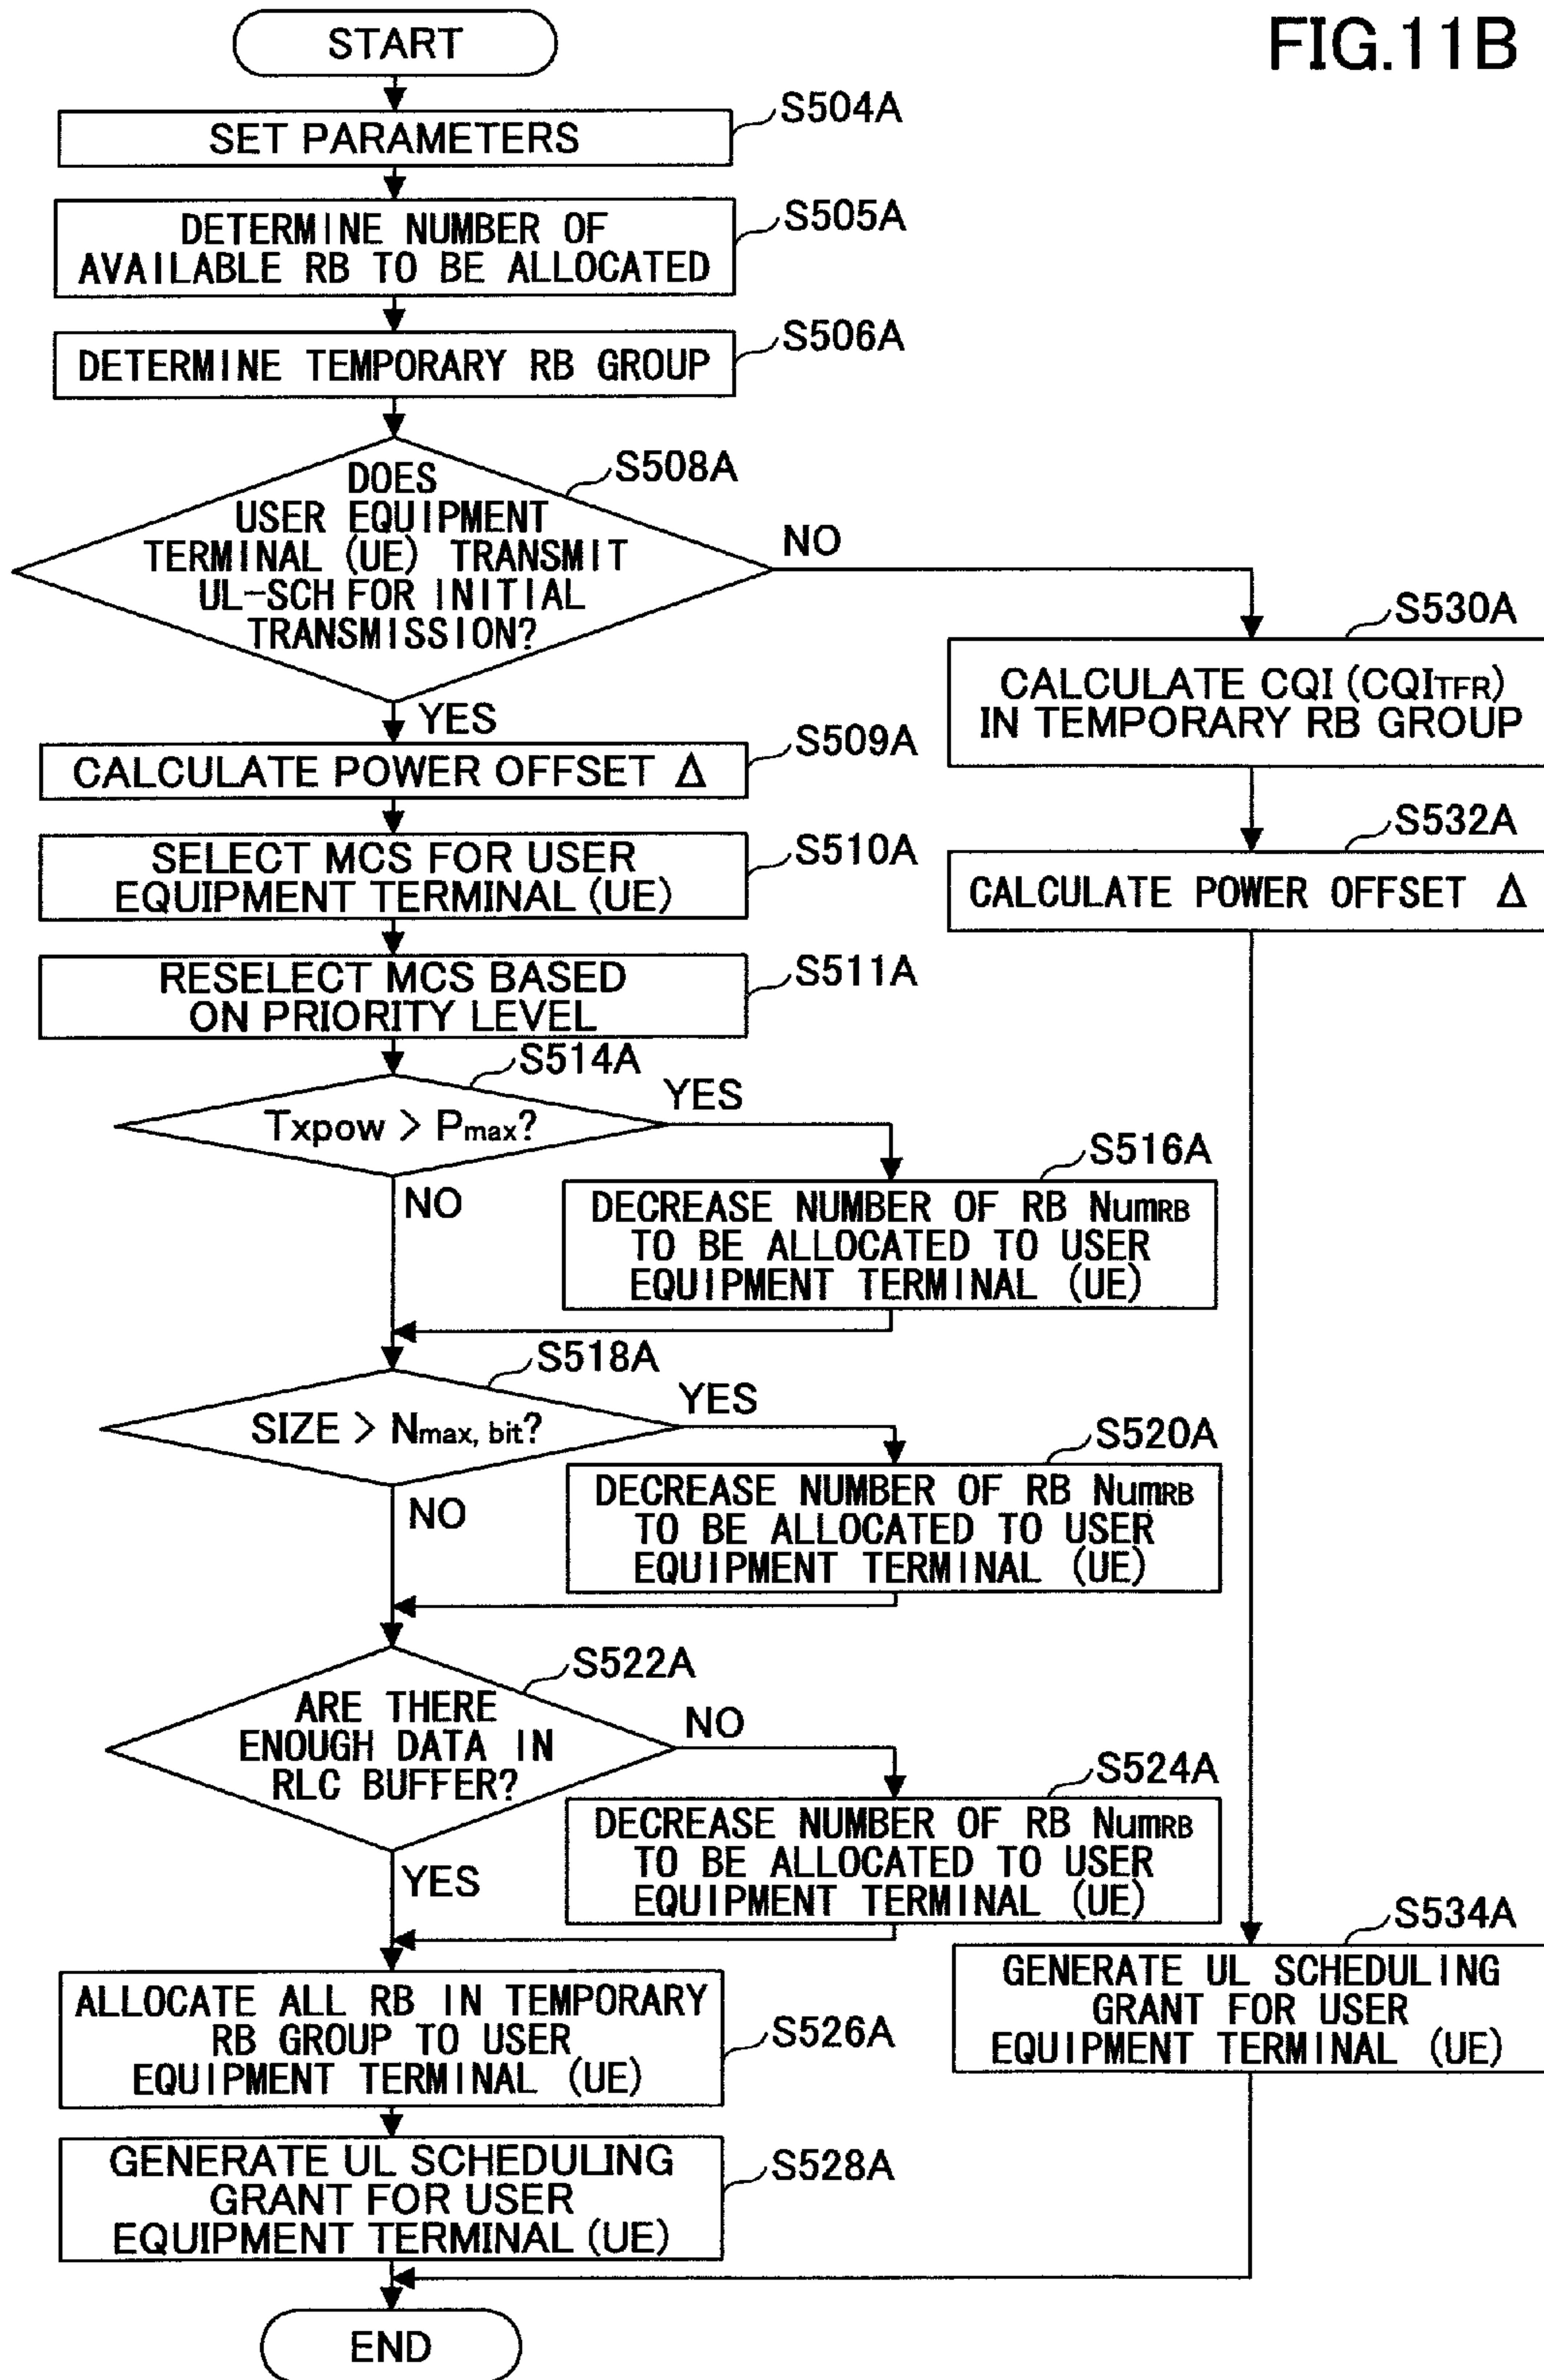 FIG.11B
START
S504A
SET PARAMETERS
S505A
DETERMINE NUMBER OF
AVAILABLE RB TO BE ALLOCATED
S506A
DETERMINE TEMPORARY RB GROUP
S508A
DOES
USER EQUIPMENT
TERMINAL (UE) TRANSMIT
UL-SCH FOR INITIAL
TRANSMISSION?
NO
YES
S530A
CALCULATE CQI (CQITFR)
IN TEMPORARY RB GROUP
S509A
CALCULATE POWER OFFSET Δ
S532A
CALCULATE POWER OFFSET Δ
S510A
SELECT MCS FOR USER
EQUIPMENT TERMINAL (UE)
S511A
RESELECT MCS BASED
ON PRIORITY LEVEL
S514A
Txpow > Pmax?
YES
NO
S516A
DECREASE NUMBER OF RB NumRB
TO BE ALLOCATED TO USER
EQUIPMENT TERMINAL (UE)
S518A
SIZE > Nmax, bit?
YES
NO
S520A
DECREASE NUMBER OF RB NumRB
TO BE ALLOCATED TO USER
EQUIPMENT TERMINAL (UE)
S522A
ARE THERE
ENOUGH DATA IN
RLC BUFFER?
NO
YES
S524A
DECREASE NUMBER OF RB NumRB
TO BE ALLOCATED TO USER
EQUIPMENT TERMINAL (UE)
S534A
GENERATE UL SCHEDULING
GRANT FOR USER
EQUIPMENT TERMINAL (UE)
S526A
ALLOCATE ALL RB IN TEMPORARY
RB GROUP TO USER
EQUIPMENT TERMINAL (UE)
S528A
GENERATE UL SCHEDULING
GRANT FOR USER
EQUIPMENT TERMINAL (UE)
END